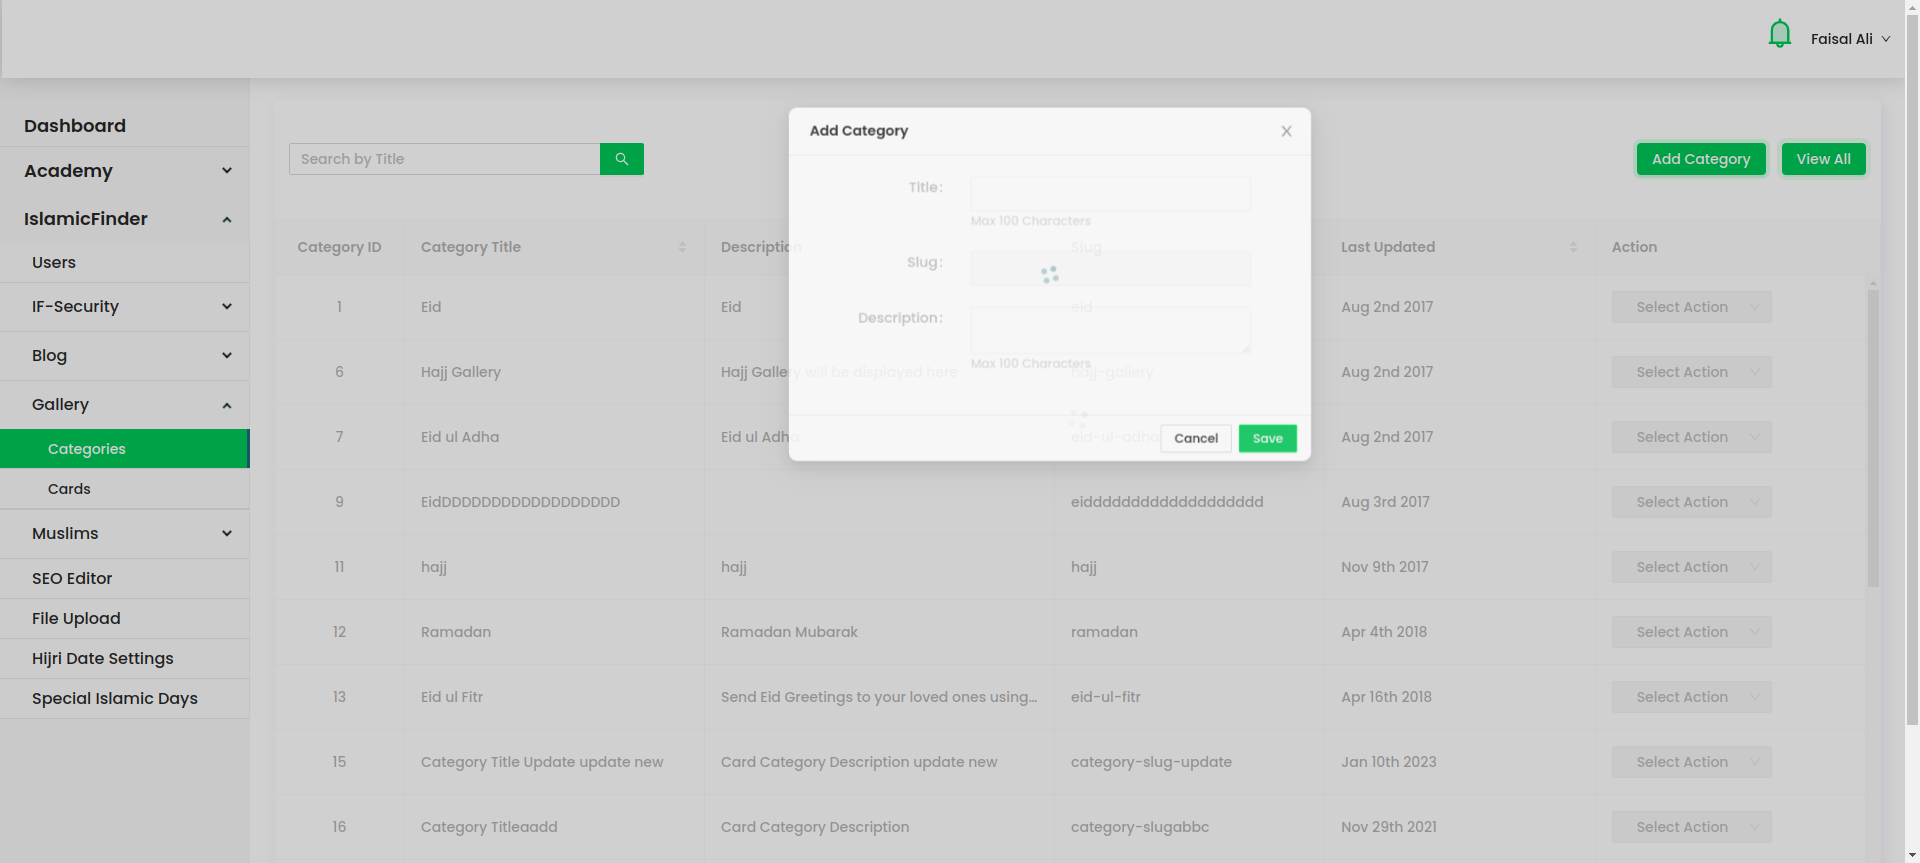 Faisal Ali
Dashboard
Academy
IslamicFinder
Users
IF-Security
Blog
Gallery
Categories
Cards
Muslims
SEO Editor
File Upload
Hijri Date Settings
Special Islamic Days
Search by Title
Add Category
View All
Category ID Category Title Description Slug Last Updated Action
1 Eid Eid eid Aug 2nd 2017 Select Action
6 Hajj Gallery Hajj Gallery will be displayed here hajj-gallery Aug 2nd 2017 Select Action
7 Eid ul Adha Eid ul Adha eid-ul-adha Aug 2nd 2017 Select Action
9 EidDDDDDDDDDDDDDDDDDD eidddddddddddddddddddd Aug 3rd 2017 Select Action
11 hajj hajj hajj Nov 9th 2017 Select Action
12 Ramadan Ramadan Mubarak ramadan Apr 4th 2018 Select Action
13 Eid ul Fitr Send Eid Greetings to your loved ones using... eid-ul-fitr Apr 16th 2018 Select Action
15 Category Title Update update new Card Category Description update new category-slug-update Jan 10th 2023 Select Action
16 Category Titleaadd Card Category Description category-slugabbc Nov 29th 2021 Select Action
Add Category
Title:
Max 100 Characters
Slug:
Description:
Max 100 Characters
Cancel
Save